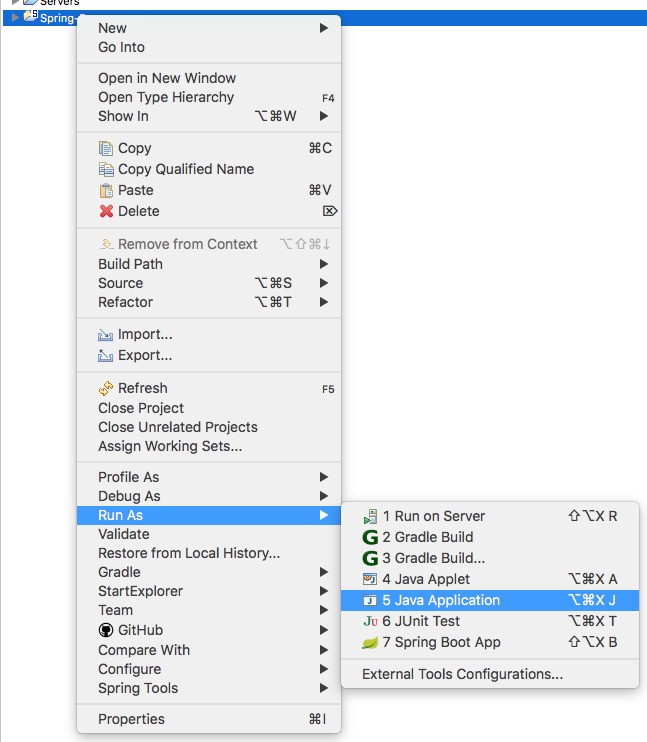 Servers
Spring-
New
Go Into
Open in New Window
Open Type Hierarchy F4
Show In ⌥⌘W
Copy ⌘C
Copy Qualified Name
Paste ⌘V
Delete ⌦
Remove from Context ⌥⇧⌘↓
Build Path
Source ⌥⌘S
Refactor ⌥⌘T
Import...
Export...
Refresh F5
Close Project
Close Unrelated Projects
Assign Working Sets...
Profile As
Debug As
Run As
1 Run on Server ⇧⌥X R
Validate
2 Gradle Build
Restore from Local History...
3 Gradle Build...
Gradle
4 Java Applet ⌥⌘X A
StartExplorer
5 Java Application ⌥⌘X J
Team
6 JUnit Test ⌥⌘X T
GitHub
7 Spring Boot App ⇧⌥X B
Compare With
Configure
External Tools Configurations...
Spring Tools
Properties ⌘I